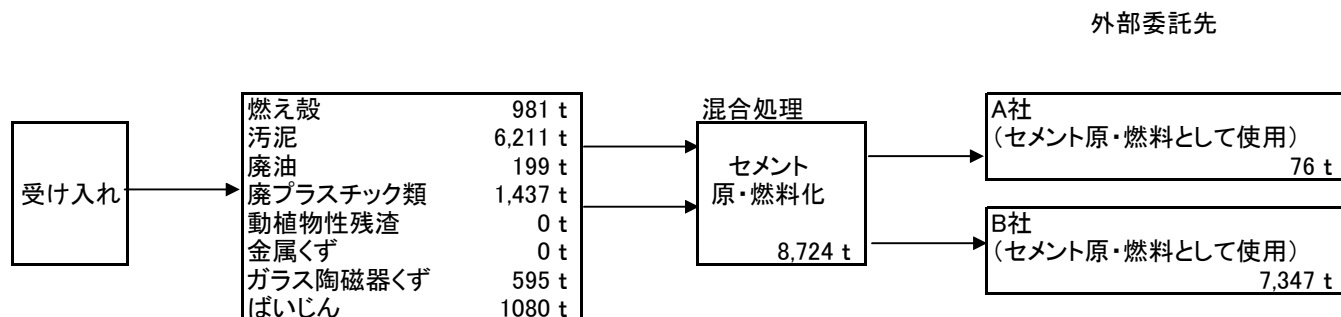 外部委託先
受け入れ
燃え殻 981 t
汚泥 6,211 t
廃油 199 t
廃プラスチック類 1,437 t
動植物性残渣 0 t
金属くず 0 t
ガラス陶磁器くず 595 t
ばいじん 1080 t
混合処理
セメント
原・燃料化
8,724 t
A社
(セメント原・燃料として使用)
76 t
B社
(セメント原・燃料として使用)
7,347 t